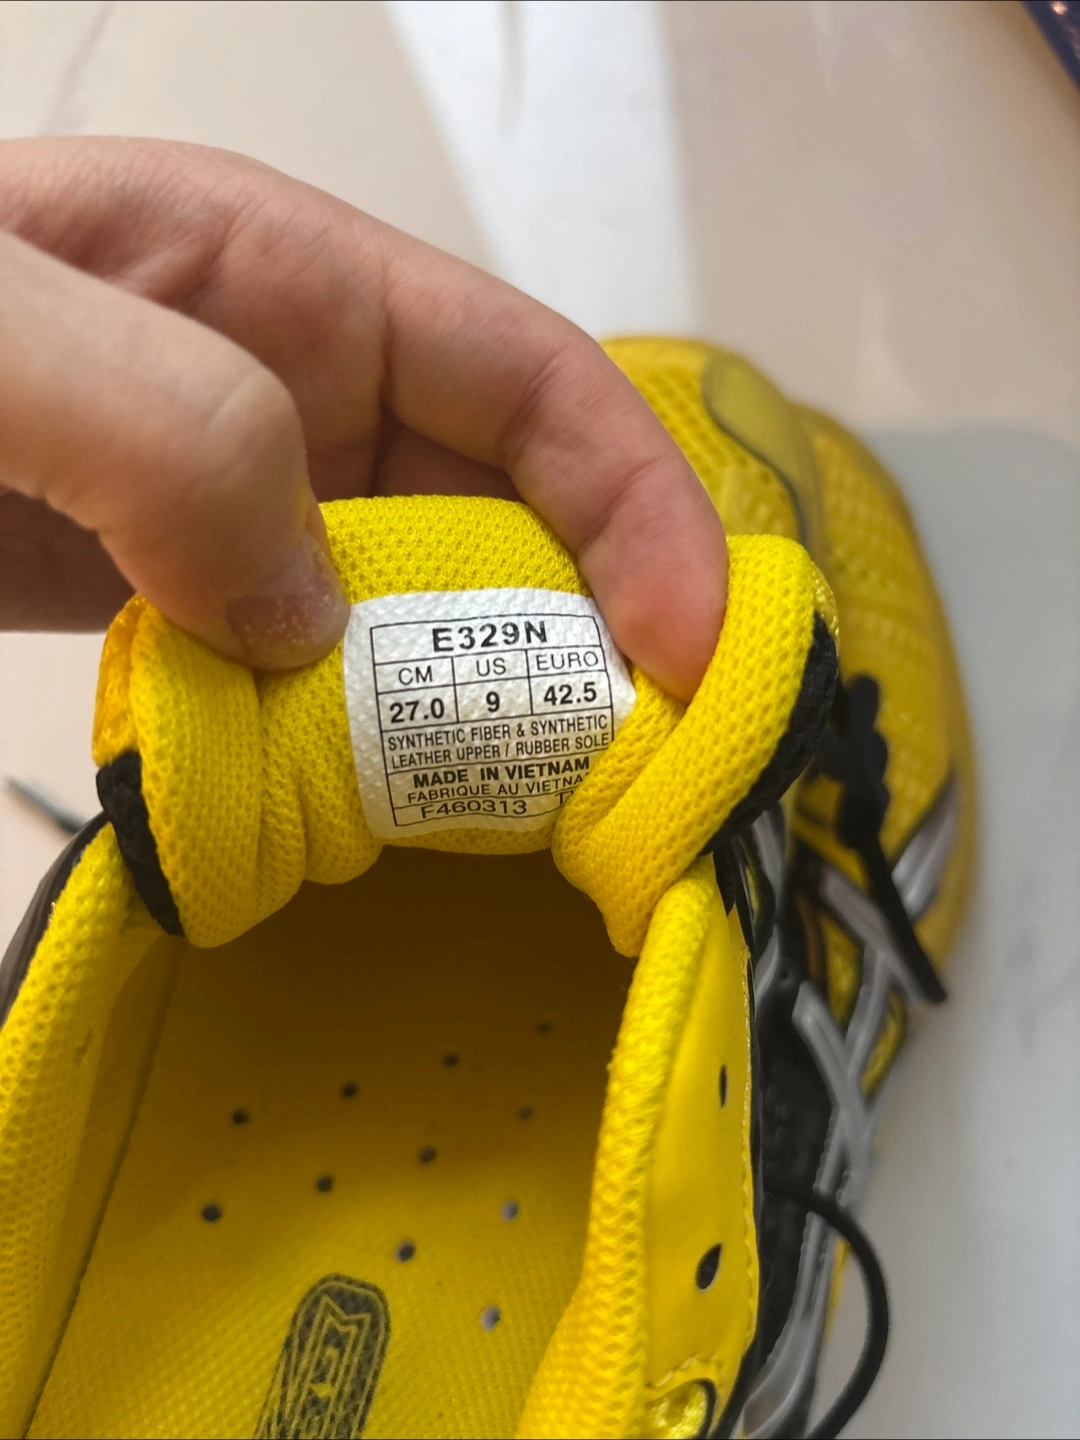 E329N
CM US EURO
27.0 9 42.5
SYNTHETIC FIBER & SYNTHETIC
LEATHER UPPER / RUBBER SOLE
MADE IN VIETNAM
FABRIQUE AU
F460313